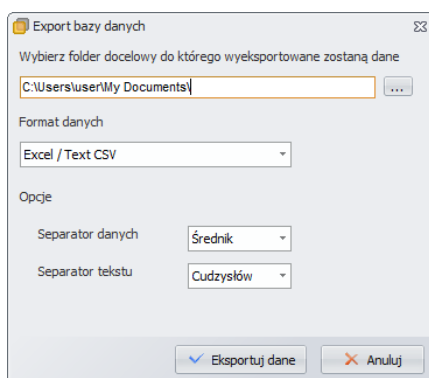 Export bazy danych
Wybierz folder docelowy do którego wyeksportowane zostaną dane
C:\Users\user\My Documents\
...
Format danych
Excel / Text CSV
Opcje
Separator danych Średnik
Separator tekstu Cudzysłów
Eksportuj dane Anuluj